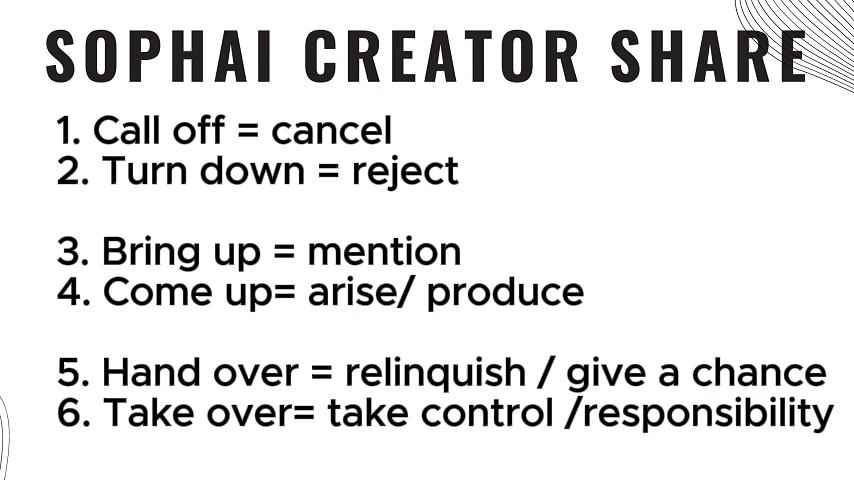 SOPHAI CREATOR SHARE
1. Call off = cancel
2. Turn down = reject
3. Bring up = mention
4. Come up= arise/ produce
5. Hand over = relinquish / give a chance
6. Take over= take control /responsibility